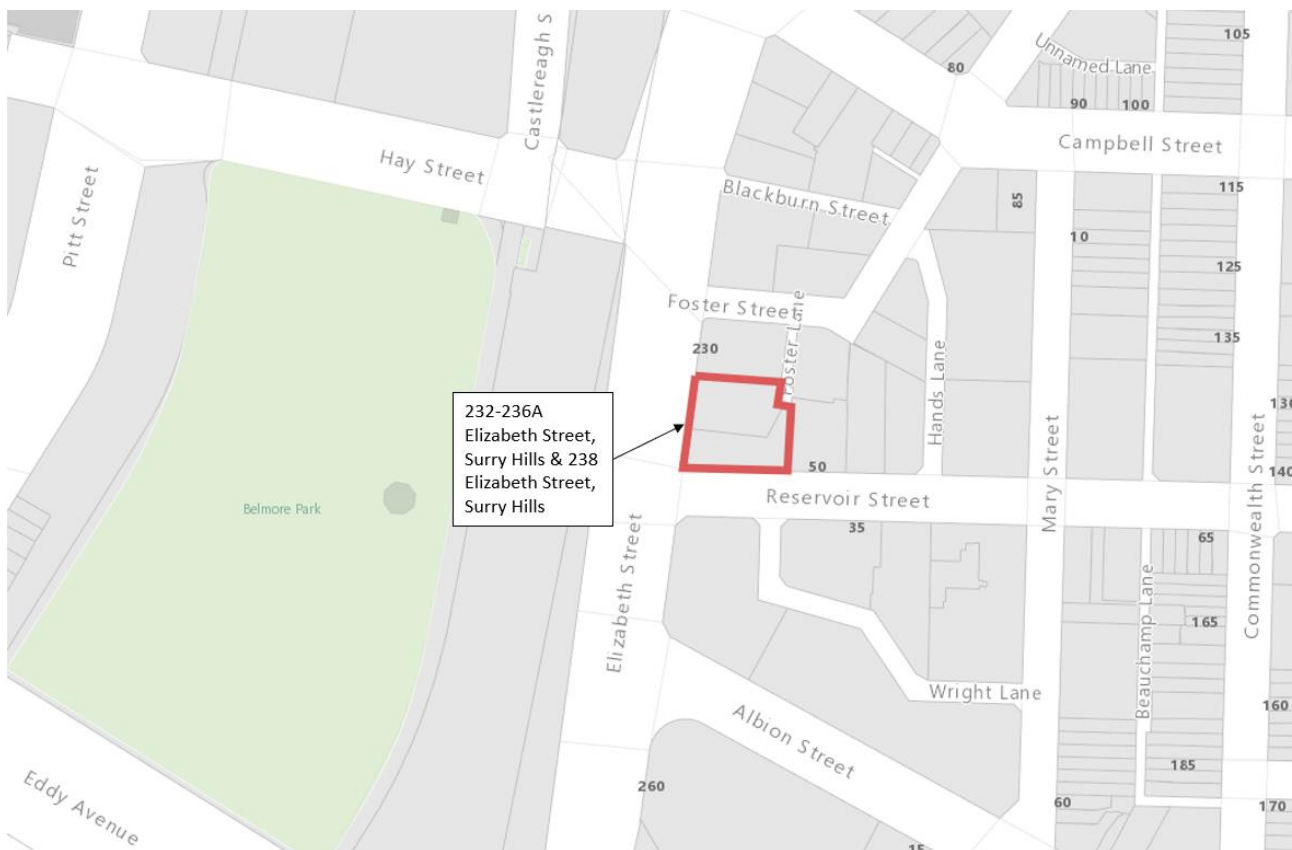 Castlereagh S
105
Unnamed Lane
80
90
100
Campbell Street
Hay Street
Pitt Street
Blackburn Street
85
115
10
125
Foster Street
Foster Lane
135
230
Hands Lane
232-236A
Elizabeth Street,
Surry Hills & 238
Elizabeth Street,
Surry Hills
130
Mary Street
Commonwealth Street
50
140
Reservoir Street
Belmore Park
35
65
Elizabeth Street
Beauchamp Lane
165
Wright Lane
160
Albion Street
185
Eddy Avenue
260
60
170
15